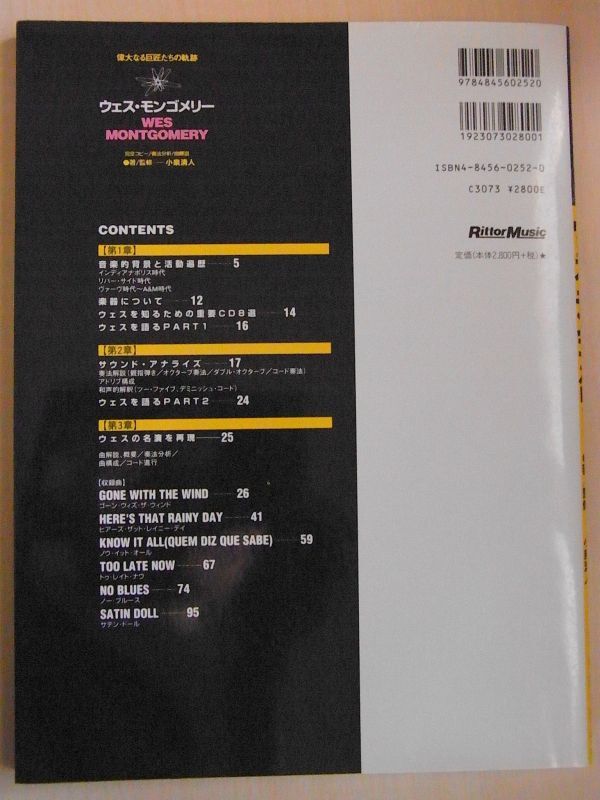 偉大なる巨匠たちの軌跡
ウェス・モンゴメリー
WES
MONTGOMERY
完全コピー/奏法分析/曲解説
●著/監修 — 小泉清人
CONTENTS
【第1章】
音楽的背景と活動遍歴 — 5
インディアナポリス時代
リバー・サイド時代
ヴァーヴ時代〜A&M時代
楽器について — 12
ウェスを知るための重要CD8選 — 14
ウェスを語るPART1 — 16
【第2章】
サウンド・アナライズ — 17
奏法解説(親指弾き/オクターブ奏法/ダブル・オクターブ/コード奏法)
アドリブ構成
和声的解釈(ツー・ファイブ、デミニッシュ・コード)
ウェスを語るPART2 — 24
【第3章】
ウェスの名演を再現 — 25
曲解説、概要/奏法分析/
曲構成/コード進行
【収録曲】
GONE WITH THE WIND — 26
ゴーン・ウィズ・ザ・ウィンド
HERE'S THAT RAINY DAY — 41
ヒアーズ・ザット・レイニー・デイ
KNOW IT ALL(QUEM DIZ QUE SABE) — 59
ノウ・イット・オール
TOO LATE NOW — 67
トゥ・レイト・ナウ
NO BLUES — 74
ノー・ブルース
SATIN DOLL — 95
サテン・ドール
9784845602520
1923073028001
ISBN4-8456-0252-0
C3073 ¥2800E
RittorMusic
定価(本体2,800円+税)★